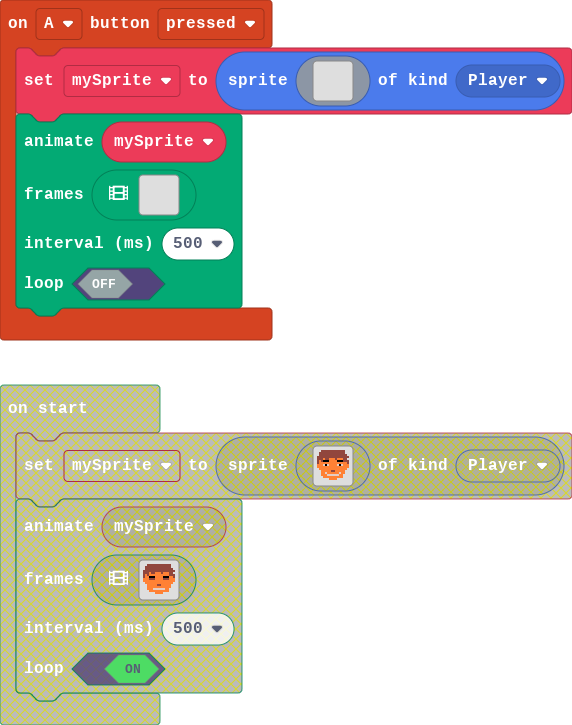 on A button pressed
set mySprite to sprite of kind Player
animate mySprite
frames
interval (ms) 500
loop OFF
on start
set mySprite to sprite of kind Player
animate mySprite
frames
interval (ms) 500
loop ON